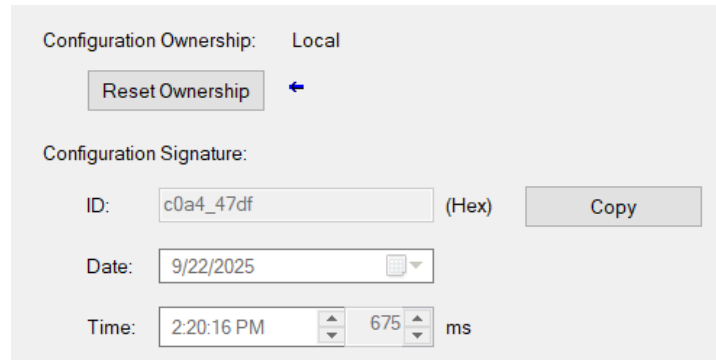 Configuration Ownership: Local
Reset Ownership
Configuration Signature:
ID: c0a4_47df (Hex) Copy
Date: 9/22/2025
Time: 2:20:16 PM 675 ms